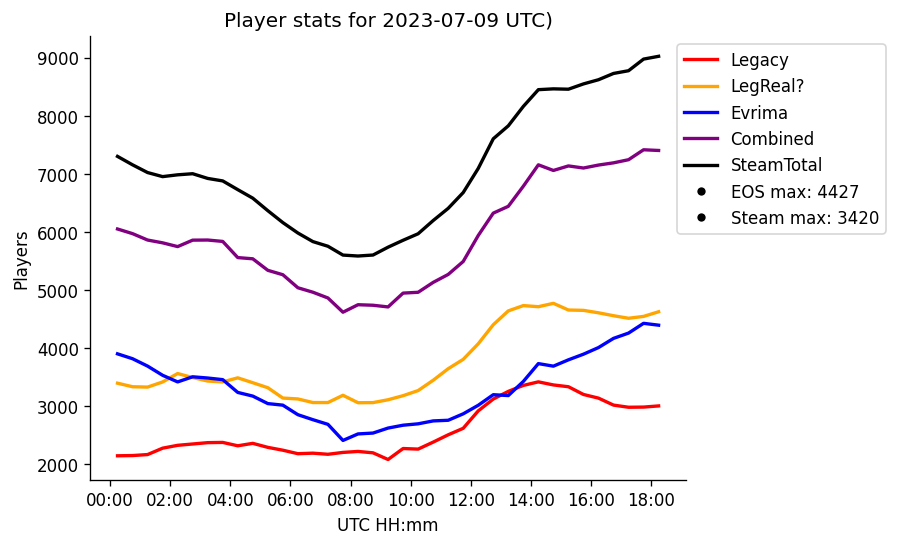 Player stats for 2023-07-09 UTC)
9000
8000
7000
6000
5000
4000
3000
2000
Players
00:00 02:00 04:00 06:00 08:00 10:00 12:00 14:00 16:00 18:00
UTC HH:mm
Legacy
LegReal?
Evrima
Combined
SteamTotal
EOS max: 4427
Steam max: 3420